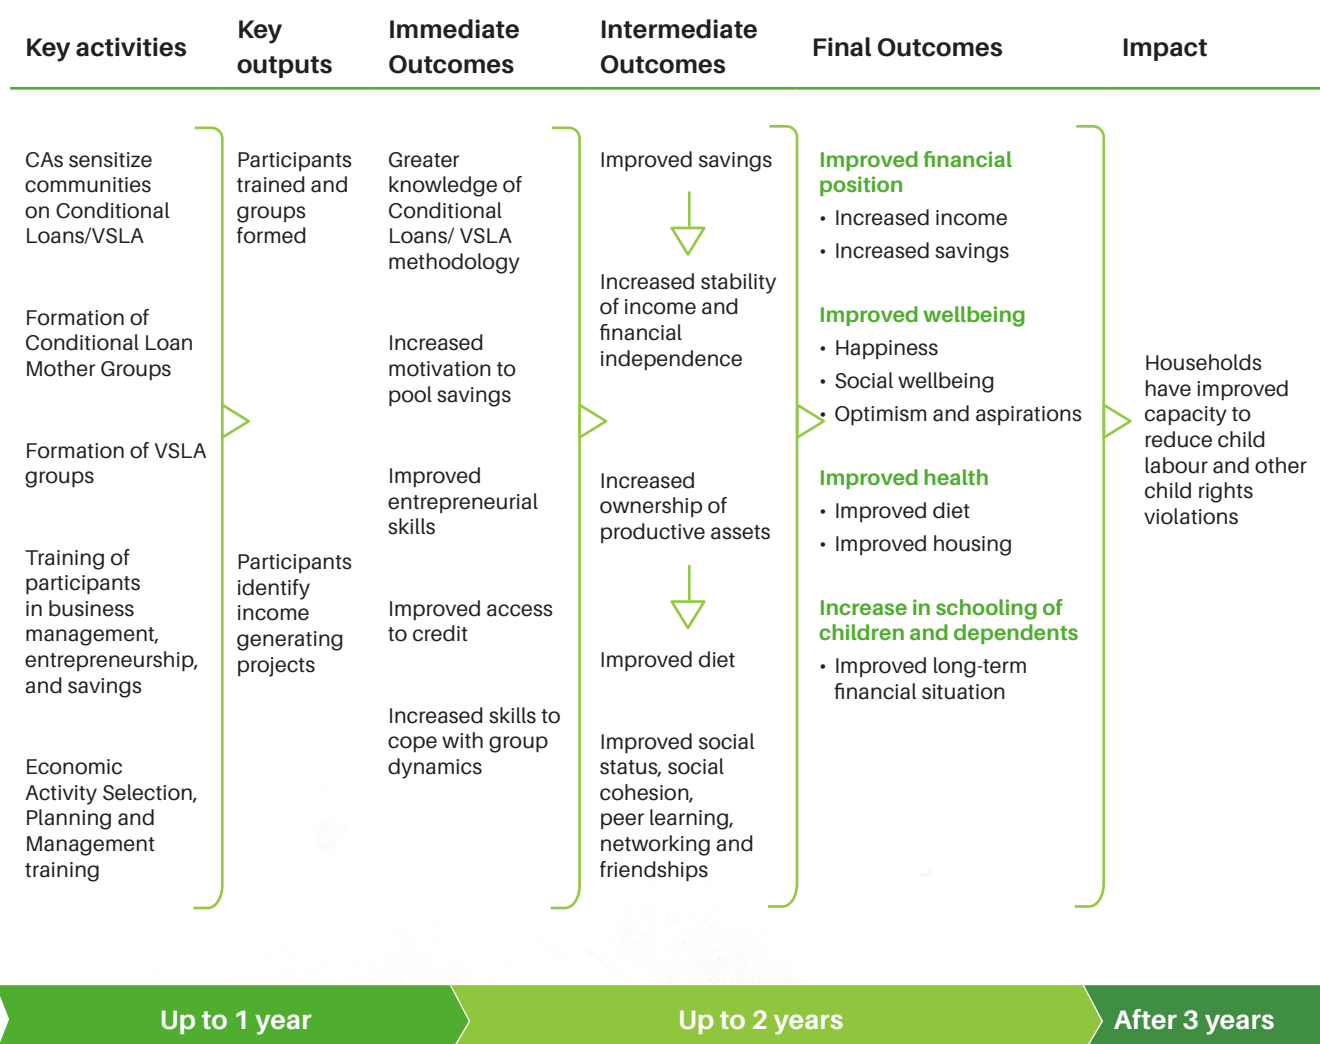 Key activities
Key
outputs
Immediate
Outcomes
Intermediate
Outcomes
Final Outcomes
Impact
CAs sensitize
communities
on Conditional
Loans/VSLA
Formation of
Conditional Loan
Mother Groups
Formation of VSLA
groups
Training of
participants
in business
management,
entrepreneurship,
and savings
Economic
Activity Selection,
Planning and
Management
training
Participants
trained and
groups
formed
Participants
identify
income
generating
projects
Greater
knowledge of
Conditional
Loans/ VSLA
methodology
Increased
motivation to
pool savings
Improved
entrepreneurial
skills
Improved access
to credit
Increased skills to
cope with group
dynamics
Improved savings
Increased stability
of income and
financial
independence
Increased
ownership of
productive assets
Improved diet
Improved social
status, social
cohesion,
peer learning,
networking and
friendships
Improved financial
position
• Increased income
• Increased savings
Improved wellbeing
• Happiness
• Social wellbeing
• Optimism and aspirations
Improved health
• Improved diet
• Improved housing
Increase in schooling of
children and dependents
• Improved long-term
financial situation
Households
have improved
capacity to
reduce child
labour and other
child rights
violations
Up to 1 year
Up to 2 years
After 3 years